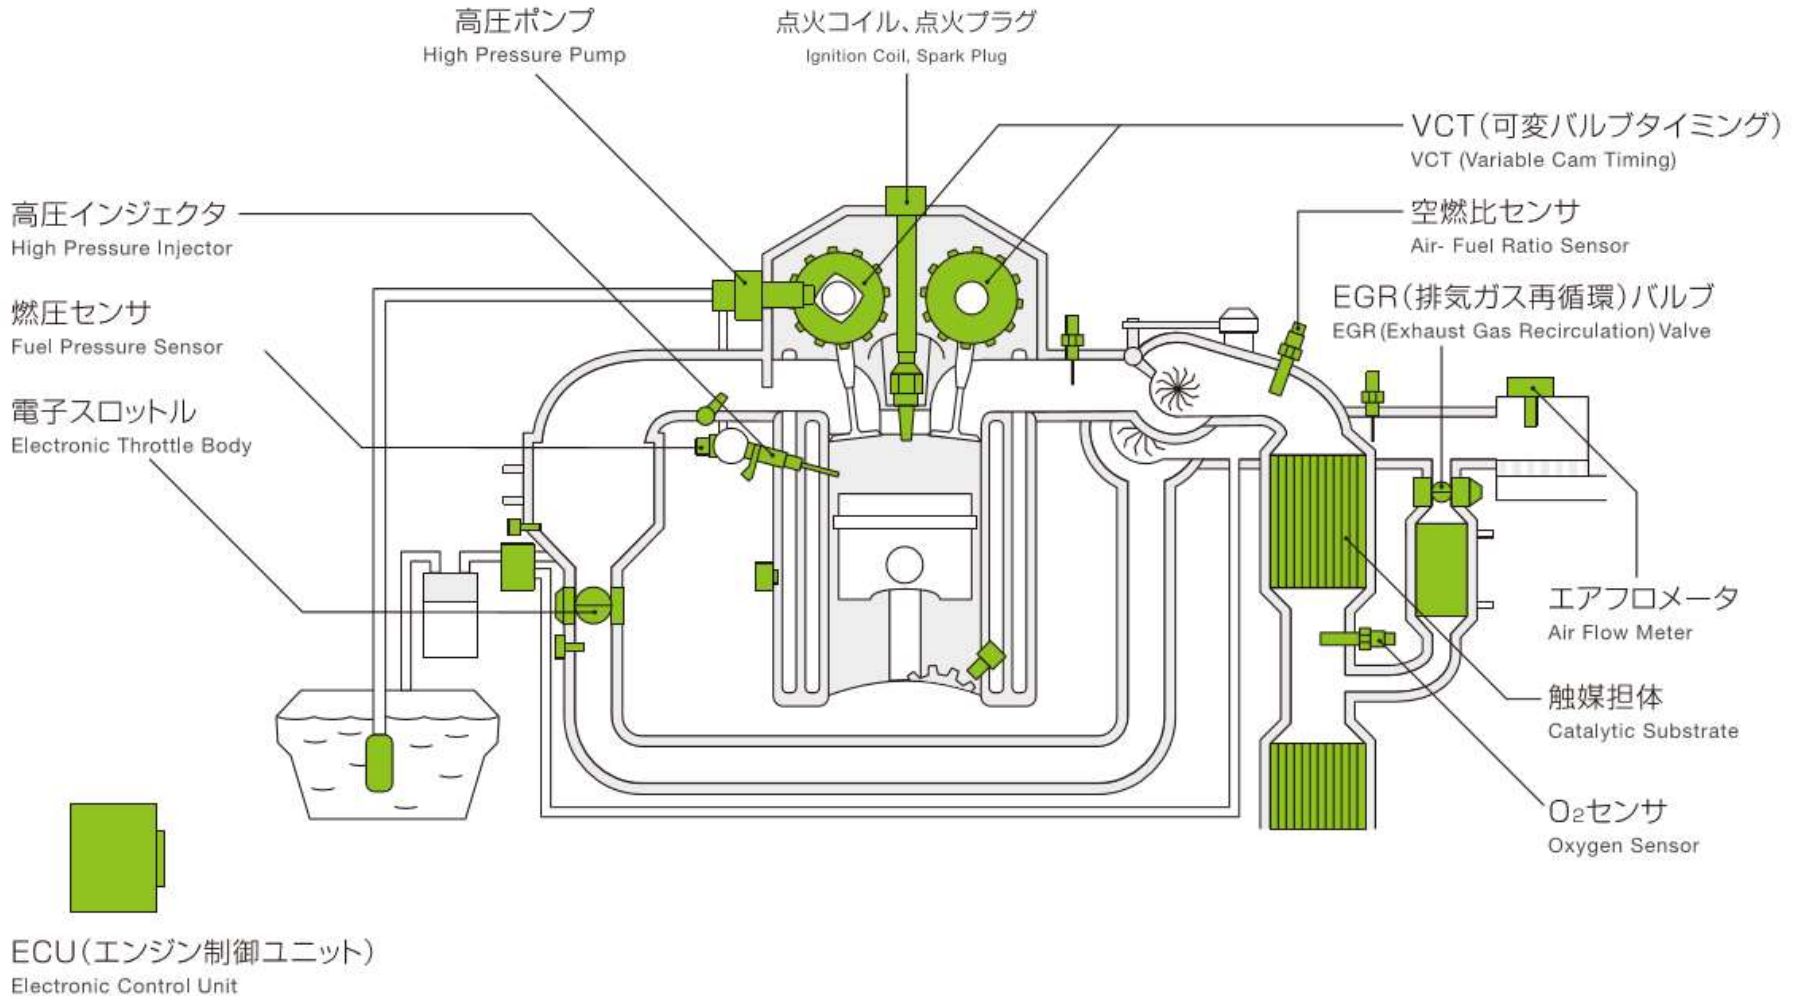 高圧ポンプ
High Pressure Pump
点火コイル、点火プラグ
Ignition Coil, Spark Plug
VCT(可変バルブタイミング)
VCT (Variable Cam Timing)
高圧インジェクタ
High Pressure Injector
空燃比センサ
Air- Fuel Ratio Sensor
EGR(排気ガス再循環)バルブ
EGR (Exhaust Gas Recirculation) Valve
燃圧センサ
Fuel Pressure Sensor
電子スロットル
Electronic Throttle Body
エアフロメータ
Air Flow Meter
触媒担体
Catalytic Substrate
O₂センサ
Oxygen Sensor
ECU(エンジン制御ユニット)
Electronic Control Unit